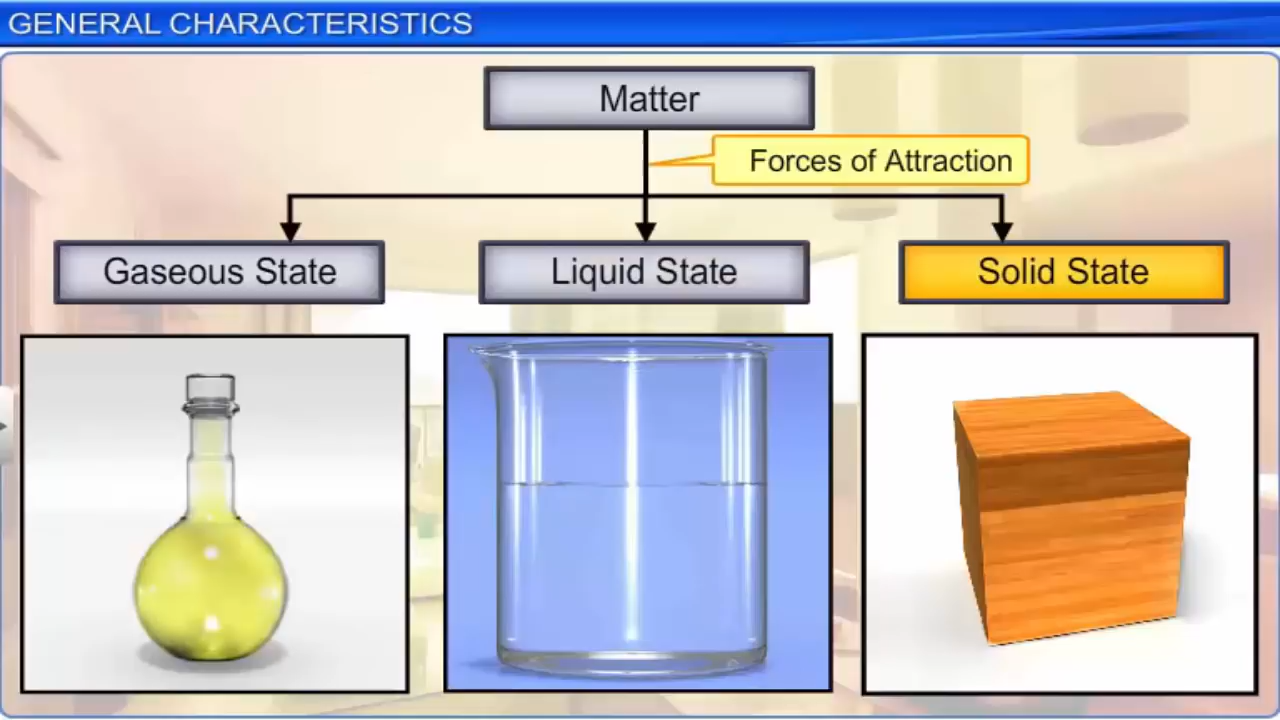 GENERAL CHARACTERISTICS
Matter
Forces of Attraction
Gaseous State
Liquid State
Solid State